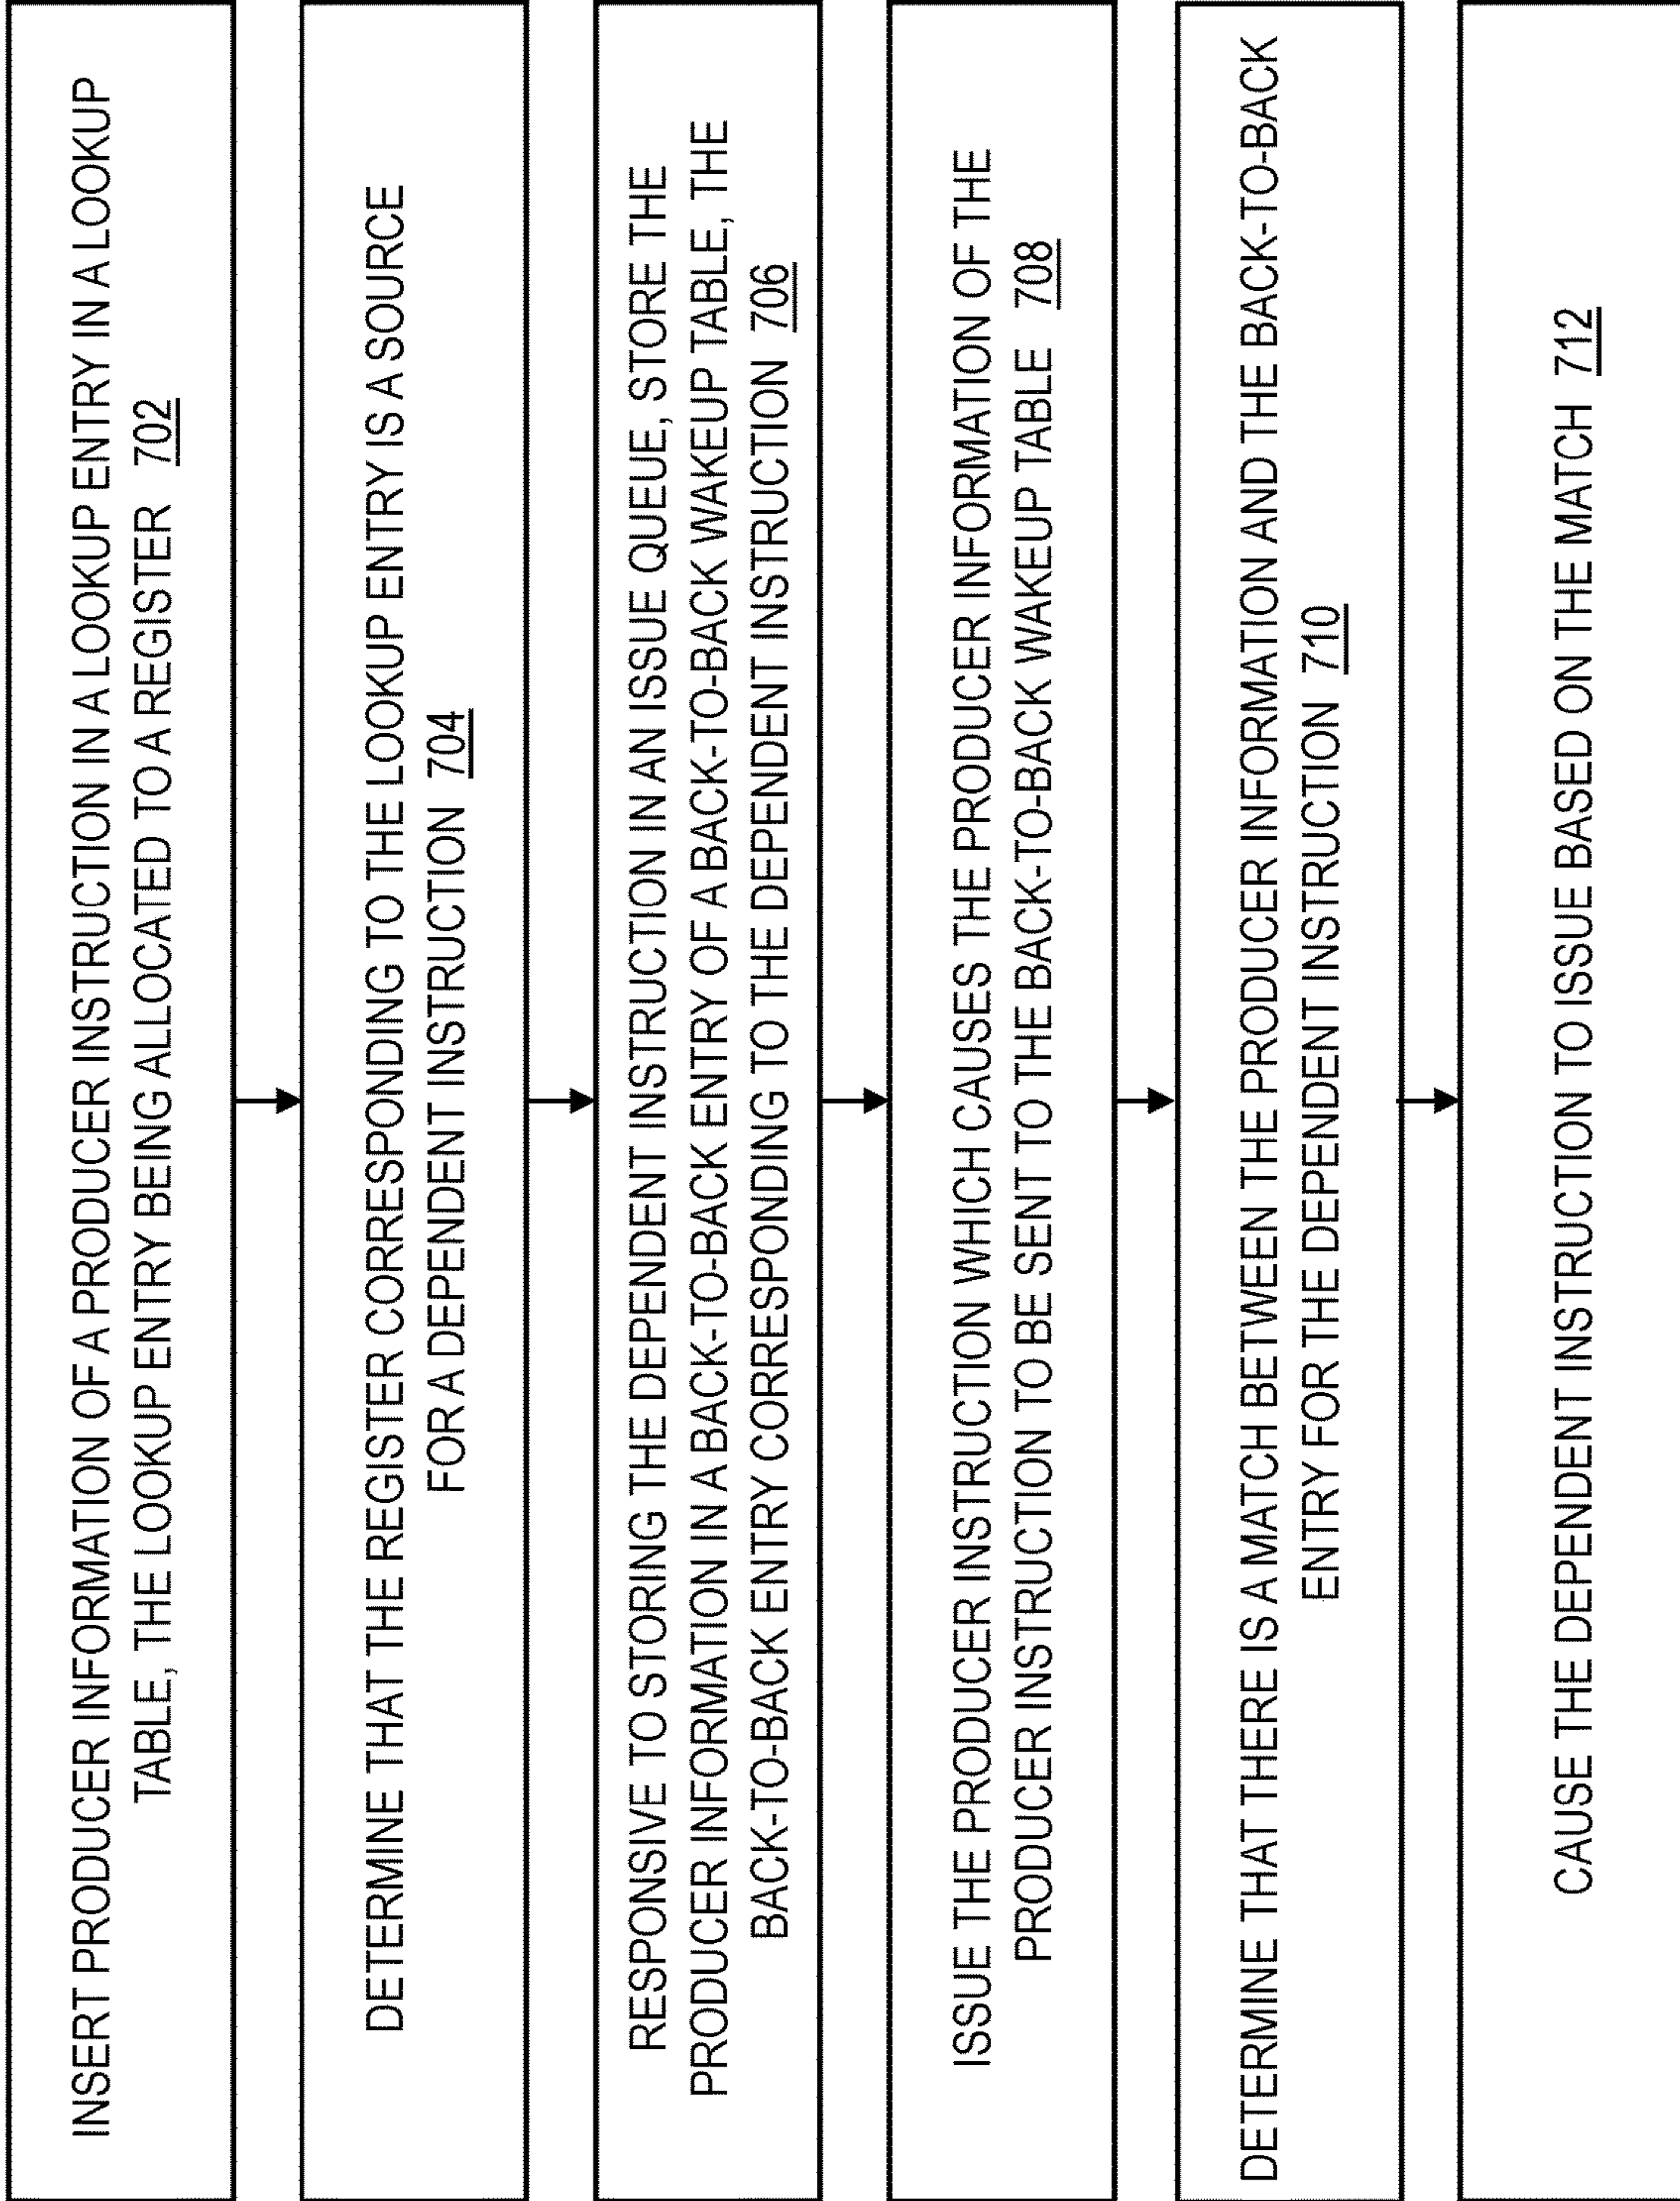 INSERT PRODUCER INFORMATION OF A PRODUCER INSTRUCTION IN A LOOKUP ENTRY IN A LOOKUP
TABLE, THE LOOKUP ENTRY BEING ALLOCATED TO A REGISTER 702
DETERMINE THAT THE REGISTER CORRESPONDING TO THE LOOKUP ENTRY IS A SOURCE
FOR A DEPENDENT INSTRUCTION 704
RESPONSIVE TO STORING THE DEPENDENT INSTRUCTION IN AN ISSUE QUEUE, STORE THE
PRODUCER INFORMATION IN A BACK-TO-BACK ENTRY OF A BACK-TO-BACK WAKEUP TABLE, THE
BACK-TO-BACK ENTRY CORRESPONDING TO THE DEPENDENT INSTRUCTION 706
ISSUE THE PRODUCER INSTRUCTION WHICH CAUSES THE PRODUCER INFORMATION OF THE
PRODUCER INSTRUCTION TO BE SENT TO THE BACK-TO-BACK WAKEUP TABLE 708
DETERMINE THAT THERE IS A MATCH BETWEEN THE PRODUCER INFORMATION AND THE BACK-TO-BACK
ENTRY FOR THE DEPENDENT INSTRUCTION 710
CAUSE THE DEPENDENT INSTRUCTION TO ISSUE BASED ON THE MATCH 712